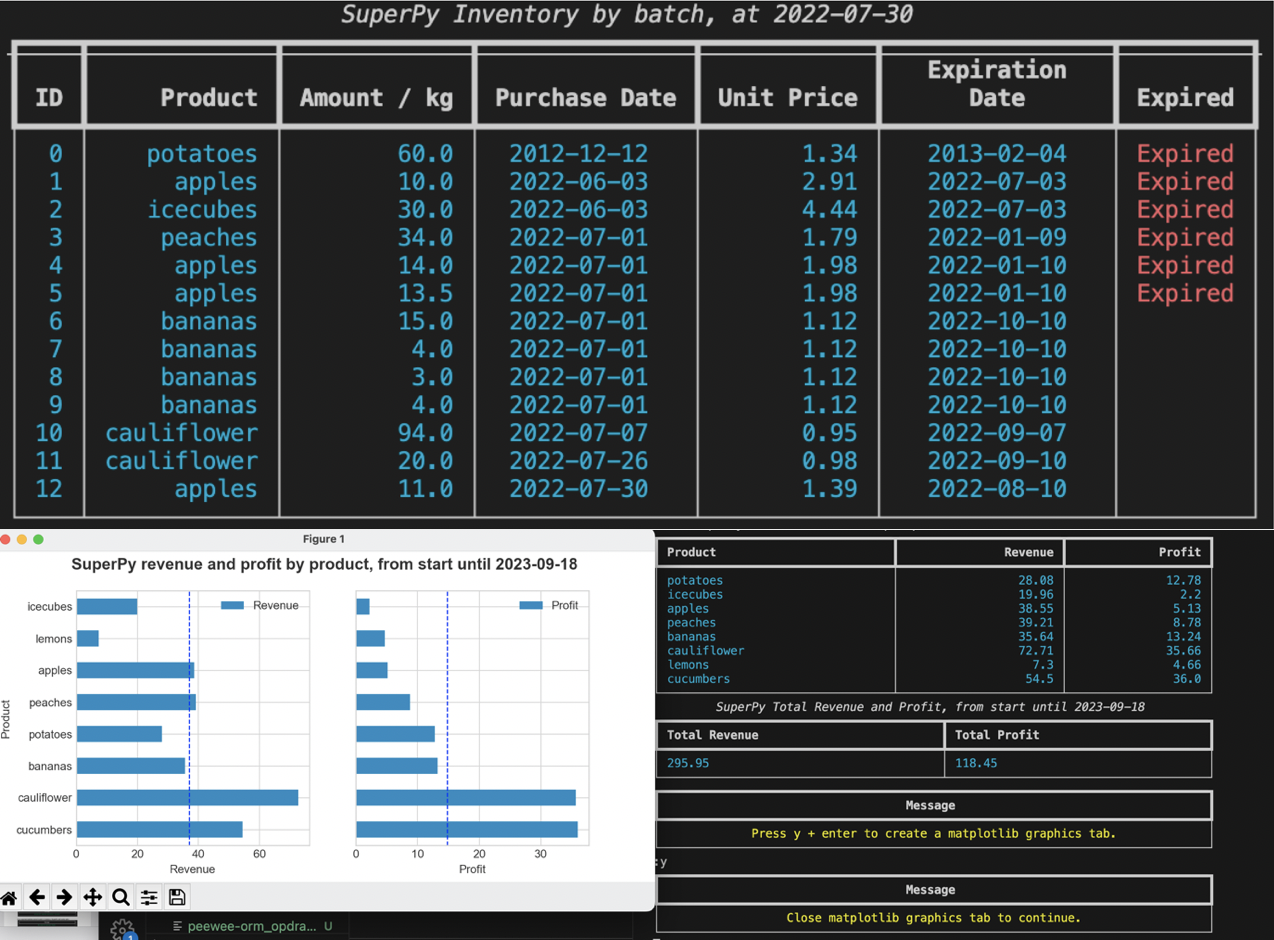 SuperPy Inventory by batch, at 2022-07-30
ID Product Amount / kg Purchase Date Unit Price Expiration Date Expired
0 potatoes 60.0 2012-12-12 1.34 2013-02-04 Expired
1 apples 10.0 2022-06-03 2.91 2022-07-03 Expired
2 icecubes 30.0 2022-06-03 4.44 2022-07-03 Expired
3 peaches 34.0 2022-07-01 1.79 2022-01-09 Expired
4 apples 14.0 2022-07-01 1.98 2022-01-10 Expired
5 apples 13.5 2022-07-01 1.98 2022-01-10 Expired
6 bananas 15.0 2022-07-01 1.12 2022-10-10
7 bananas 4.0 2022-07-01 1.12 2022-10-10
8 bananas 3.0 2022-07-01 1.12 2022-10-10
9 bananas 4.0 2022-07-01 1.12 2022-10-10
10 cauliflower 94.0 2022-07-07 0.95 2022-09-07
11 cauliflower 20.0 2022-07-26 0.98 2022-09-10
12 apples 11.0 2022-07-30 1.39 2022-08-10
Figure 1
SuperPy revenue and profit by product, from start until 2023-09-18
Revenue
Profit
Product
icecubes
lemons
apples
peaches
potatoes
bananas
cauliflower
cucumbers
0 20 40 60
Revenue
0 10 20 30
Profit
1
peewee-orm_opdra... U
Product Revenue Profit
potatoes 28.08 12.78
icecubes 19.96 2.2
apples 38.55 5.13
peaches 39.21 8.78
bananas 35.64 13.24
cauliflower 72.71 35.66
lemons 7.3 4.66
cucumbers 54.5 36.0
SuperPy Total Revenue and Profit, from start until 2023-09-18
Total Revenue Total Profit
295.95 118.45
Message
Press y + enter to create a matplotlib graphics tab.
:y
Message
Close matplotlib graphics tab to continue.